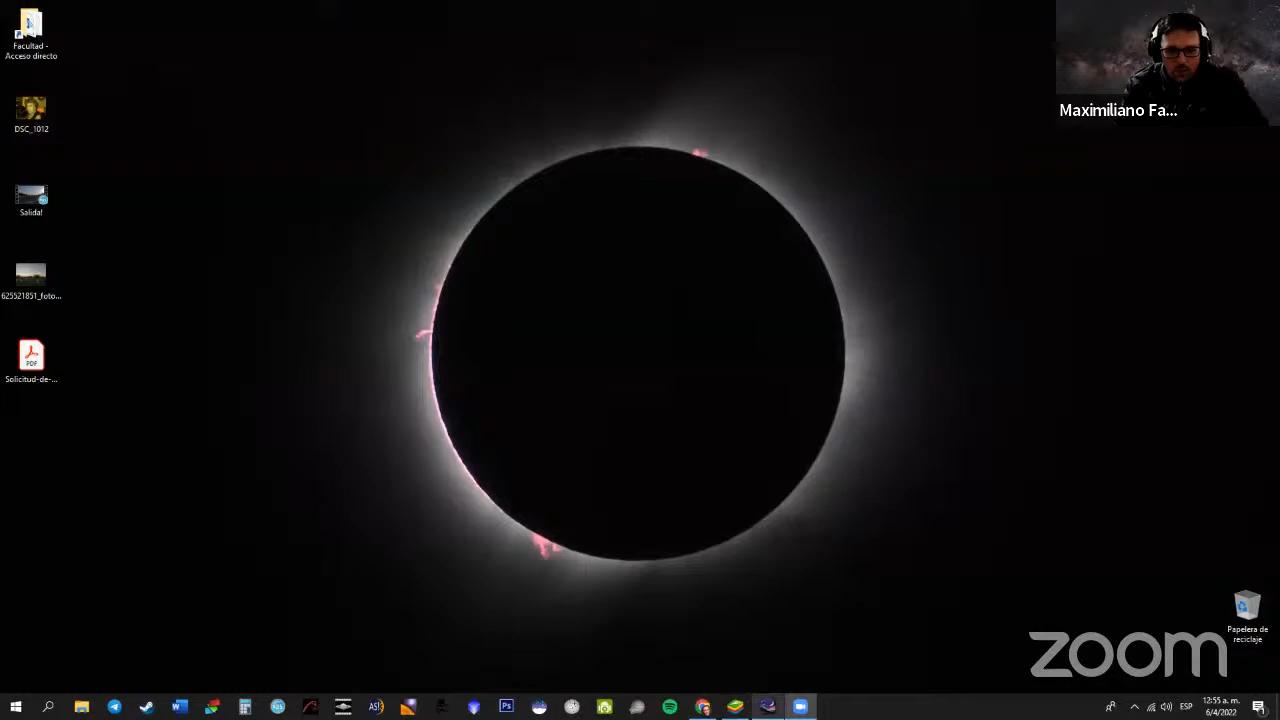 Facultad -
Acceso directo
DSC_1012
Salida!
625521851_foto...
Solicitud-de-...
Maximiliano Fa...
Papelera de
reciclaje
zoom
ESP
12:55 a. m.
6/4/2022